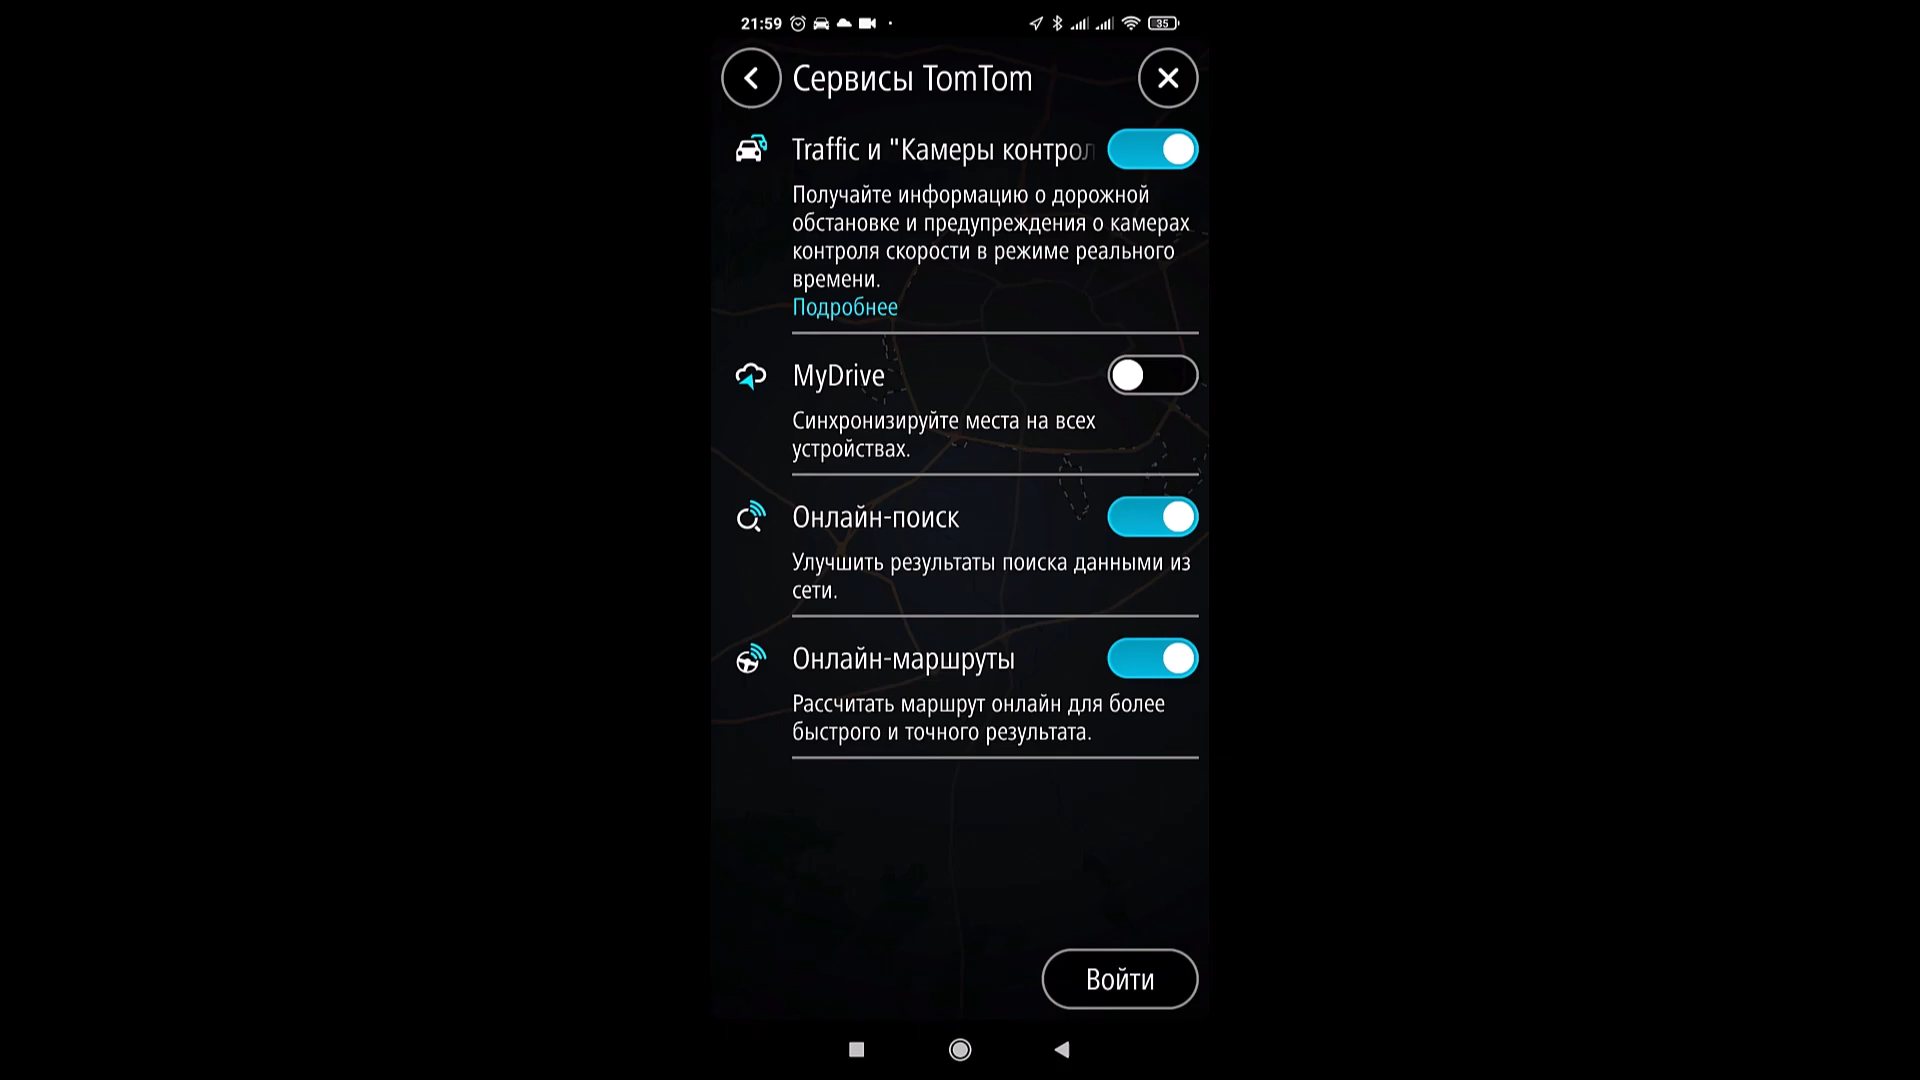 21:59
35
Сервисы TomTom
Traffic и "Камеры контрол
Получайте информацию о дорожной
обстановке и предупреждения о камерах
контроля скорости в режиме реального
времени.
Подробнее
MyDrive
Синхронизируйте места на всех
устройствах.
Онлайн-поиск
Улучшить результаты поиска данными из
сети.
Онлайн-маршруты
Рассчитать маршрут онлайн для более
быстрого и точного результата.
Войти